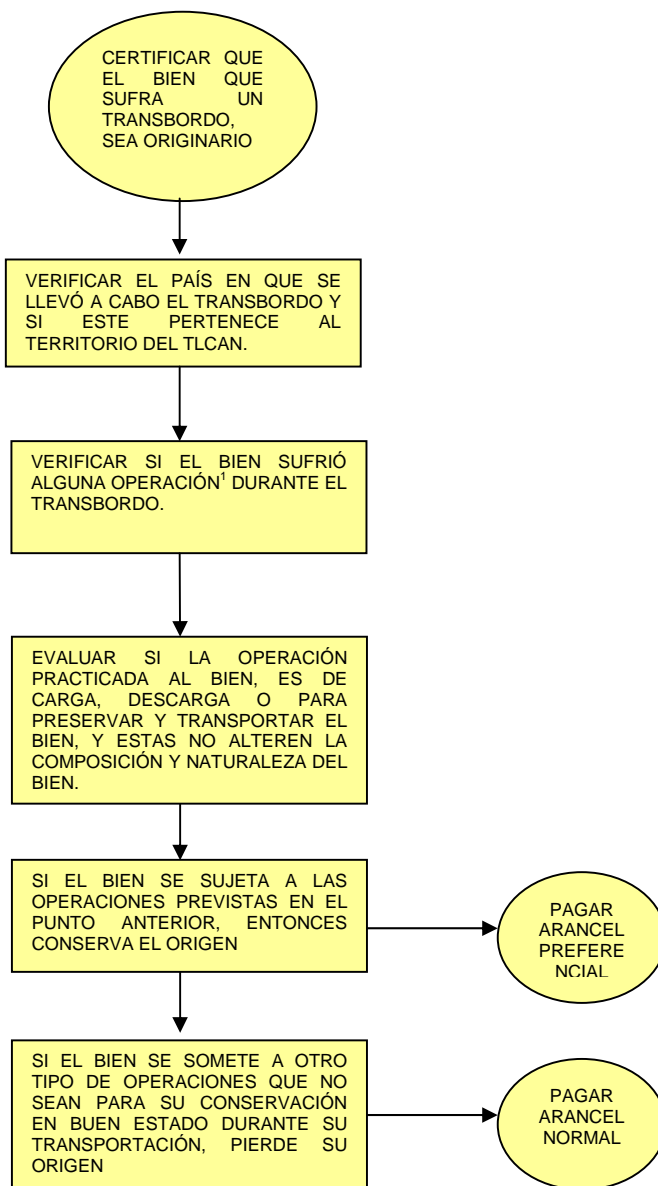 CERTIFICAR QUE
EL BIEN QUE
SUFRA UN
TRANSBORDO,
SEA ORIGINARIO
VERIFICAR EL PAÍS EN QUE SE
LLEVÓ A CABO EL TRANSBORDO Y
SI ESTE PERTENECE AL
TERRITORIO DEL TLCAN.
VERIFICAR SI EL BIEN SUFRIÓ
ALGUNA OPERACIÓN¹ DURANTE EL
TRANSBORDO.
EVALUAR SI LA OPERACIÓN
PRACTICADA AL BIEN, ES DE
CARGA, DESCARGA O PARA
PRESERVAR Y TRANSPORTAR EL
BIEN, Y ESTAS NO ALTEREN LA
COMPOSICIÓN Y NATURALEZA DEL
BIEN.
SI EL BIEN SE SUJETA A LAS
OPERACIONES PREVISTAS EN EL
PUNTO ANTERIOR, ENTONCES
CONSERVA EL ORIGEN
PAGAR
ARANCEL
PREFERE
NCIAL
SI EL BIEN SE SOMETE A OTRO
TIPO DE OPERACIONES QUE NO
SEAN PARA SU CONSERVACIÓN
EN BUEN ESTADO DURANTE SU
TRANSPORTACIÓN, PIERDE SU
ORIGEN
PAGAR
ARANCEL
NORMAL